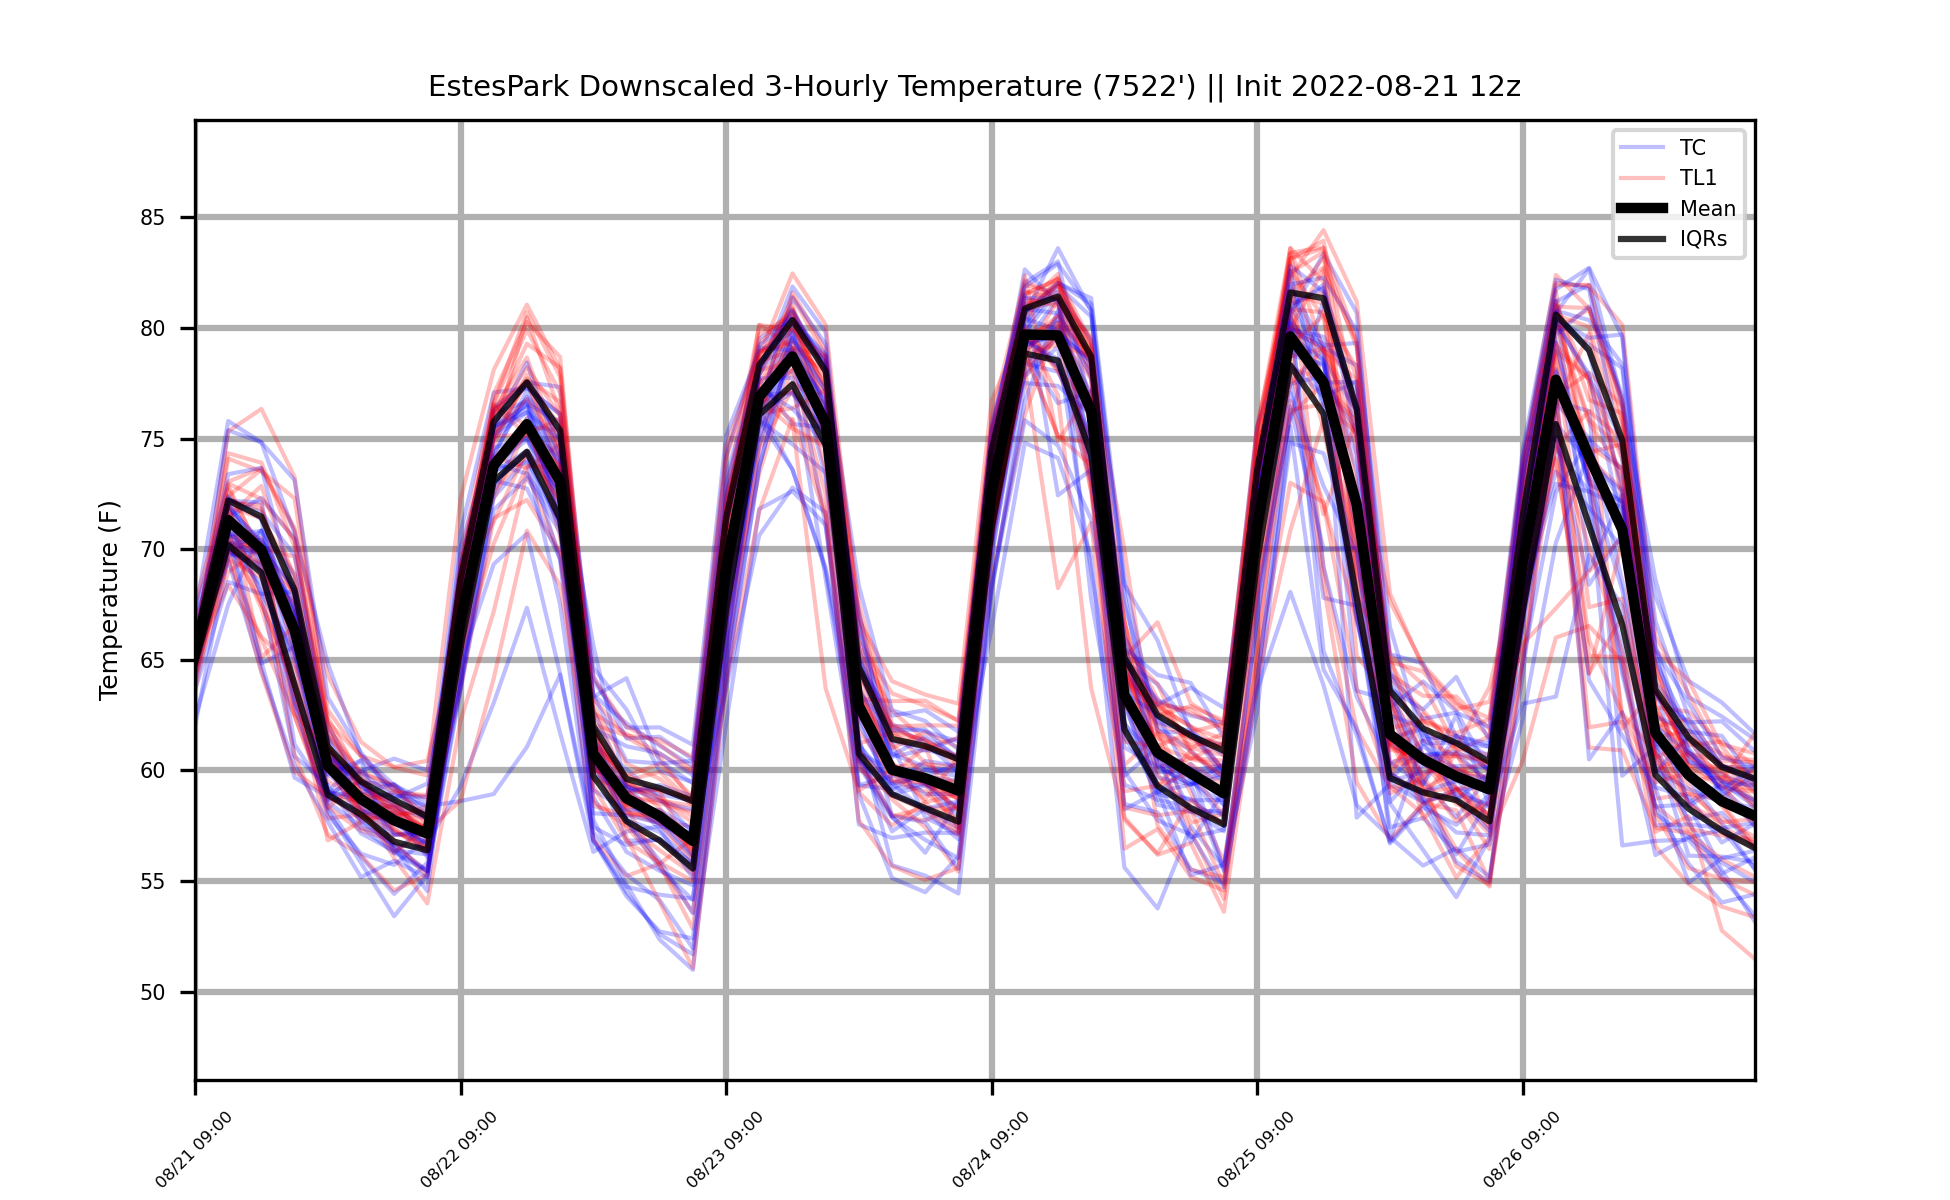 EstesPark Downscaled 3-Hourly Temperature (7522') || Init 2022-08-21 12z
TC
TL1
Mean
IQRs
Temperature (F)
85
80
75
70
65
60
55
50
08/21 09:00
08/22 09:00
08/23 09:00
08/24 09:00
08/25 09:00
08/26 09:00